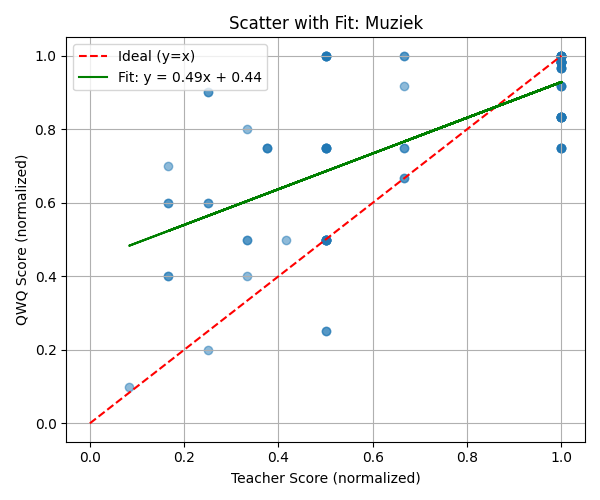 Scatter with Fit: Muziek
Ideal (y=x)
Fit: y = 0.49x + 0.44
QWQ Score (normalized)
1.0
0.8
0.6
0.4
0.2
0.0
0.0 0.2 0.4 0.6 0.8 1.0
Teacher Score (normalized)